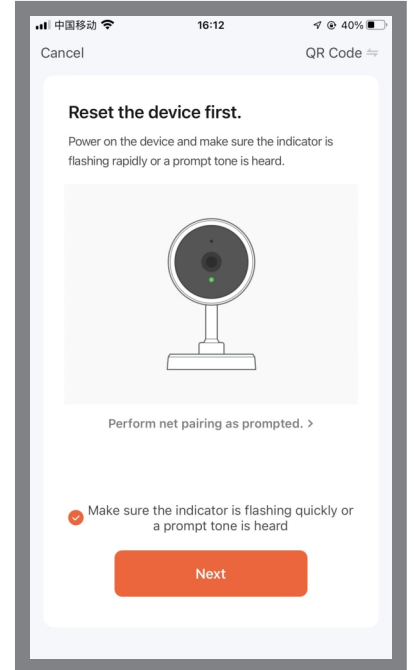 中国移动 16:12 40%
Cancel QR Code
Reset the device first.
Power on the device and make sure the indicator is
flashing rapidly or a prompt tone is heard.
Perform net pairing as prompted. >
Make sure the indicator is flashing quickly or
a prompt tone is heard
Next